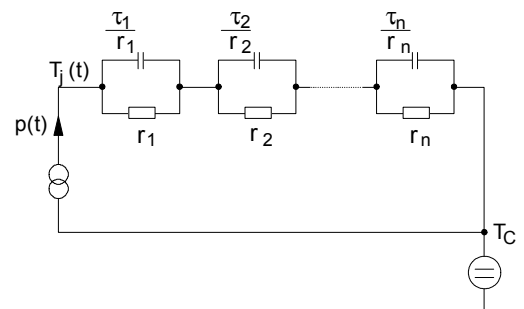 τ1
r1
τ2
r2
τn
rn
Tj(t)
p(t)
r1
r2
rn
TC